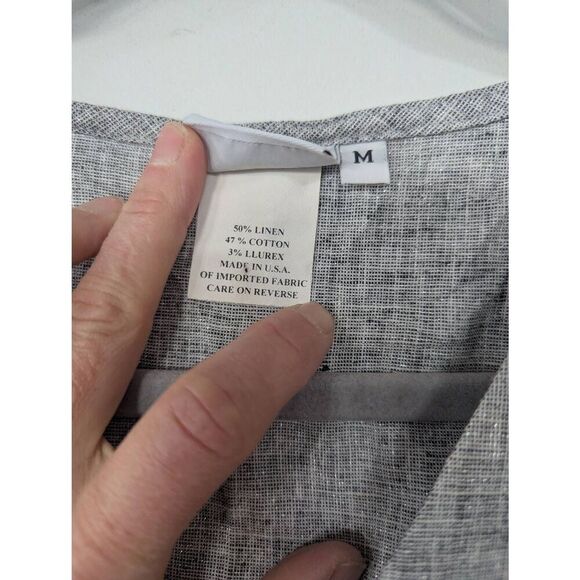 M
50% LINEN
47 % COTTON
3% LLUREX
MADE IN U.S.A.
OF IMPORTED FABRIC
CARE ON REVERSE